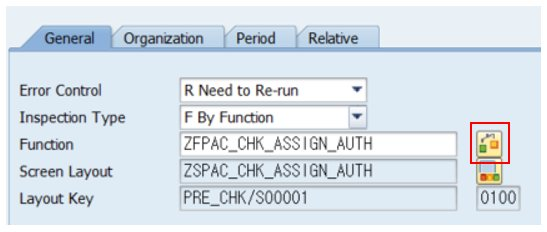 General Organization Period Relative
Error Control R Need to Re-run
Inspection Type F By Function
Function ZFPAC_CHK_ASSIGN_AUTH
Screen Layout ZSPAC_CHK_ASSIGN_AUTH
Layout Key PRE_CHK/S00001 0100